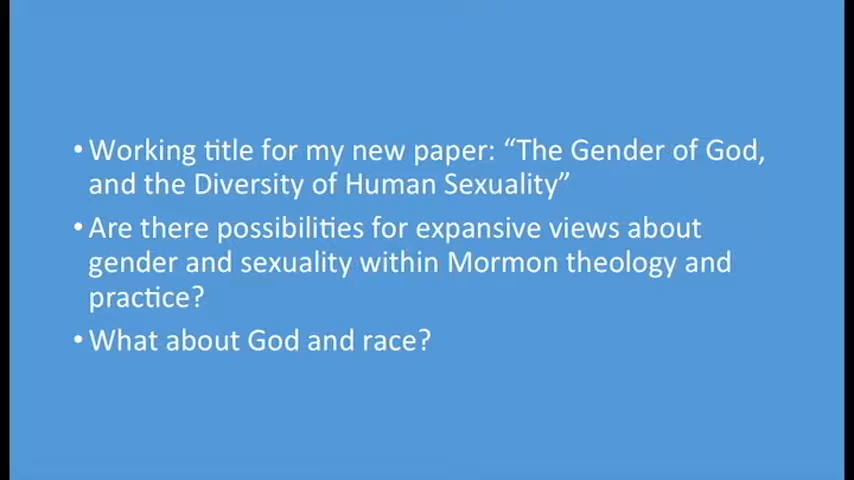 • Working title for my new paper: “The Gender of God,
and the Diversity of Human Sexuality”
• Are there possibilities for expansive views about
gender and sexuality within Mormon theology and
practice?
• What about God and race?